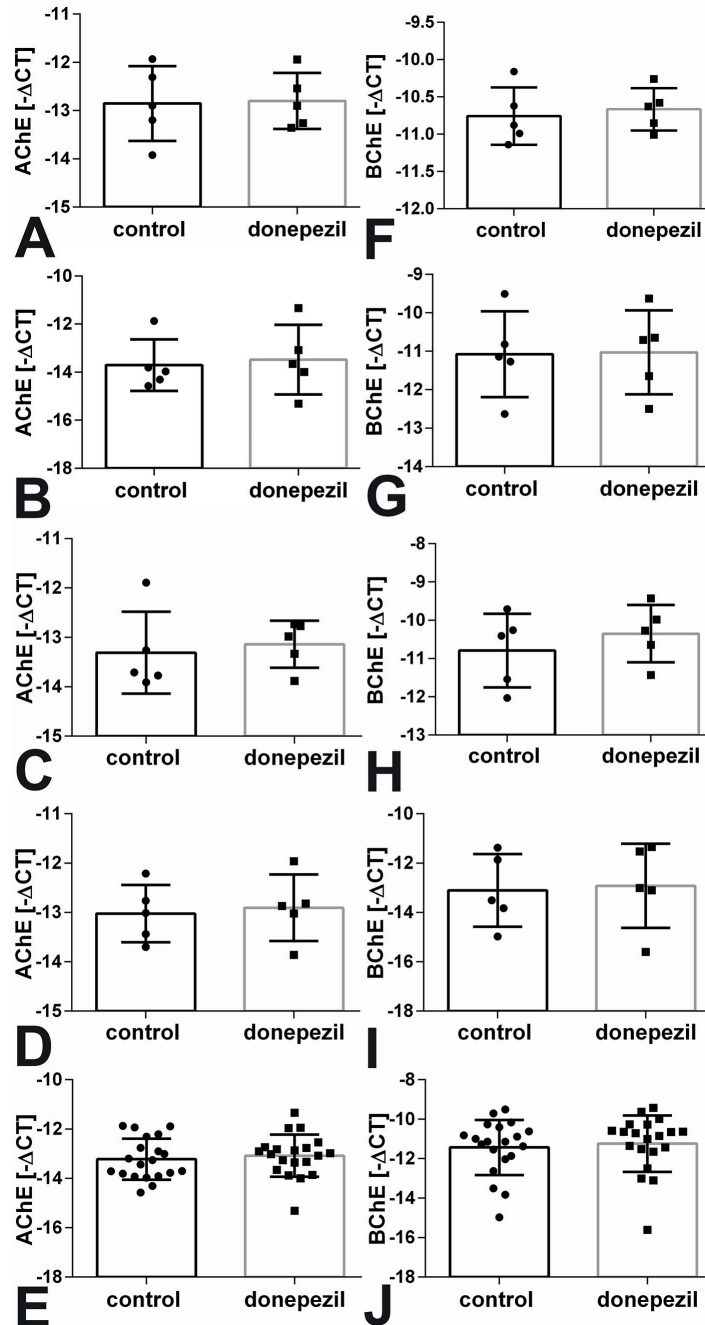 AChE [-ΔCT]
-11
-12
-13
-14
-15
control donepezil
A
BChE [-ΔCT]
-9.5
-10.0
-10.5
-11.0
-11.5
-12.0
control donepezil
F
AChE [-ΔCT]
-10
-12
-14
-16
-18
control donepezil
B
BChE [-ΔCT]
-9
-10
-11
-12
-13
-14
control donepezil
G
AChE [-ΔCT]
-11
-12
-13
-14
-15
control donepezil
C
BChE [-ΔCT]
-8
-9
-10
-11
-12
-13
control donepezil
H
AChE [-ΔCT]
-11
-12
-13
-14
-15
control donepezil
D
BChE [-ΔCT]
-10
-12
-14
-16
-18
control donepezil
I
AChE [-ΔCT]
-10
-12
-14
-16
-18
control donepezil
E
BChE [-ΔCT]
-8
-10
-12
-14
-16
-18
control donepezil
J